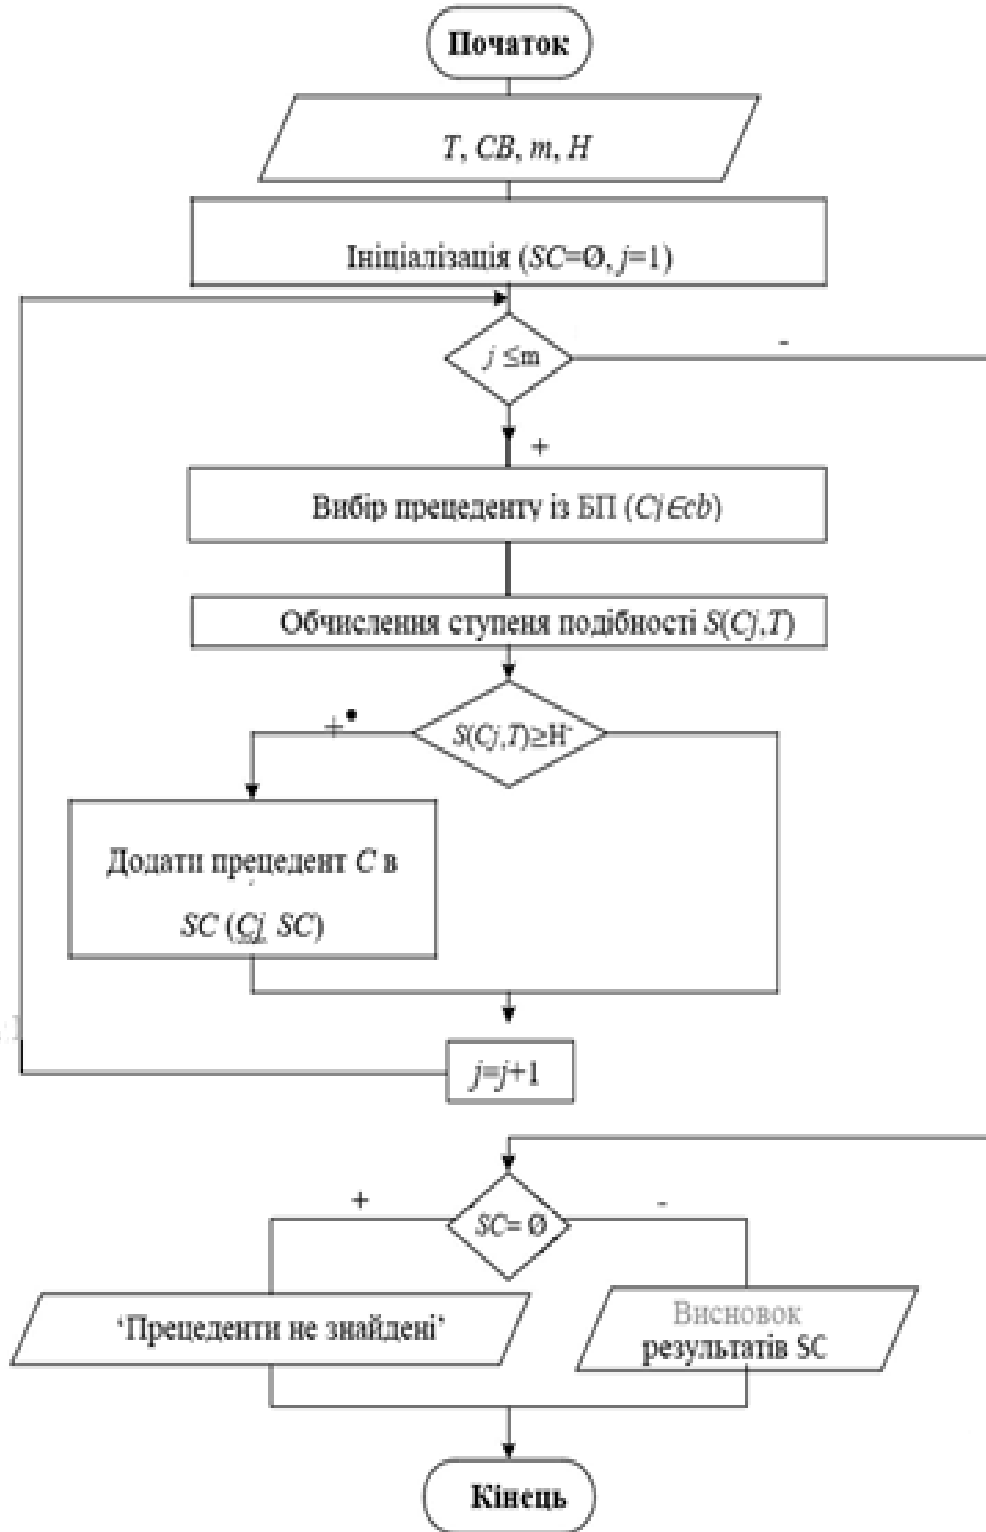 Початок
T, CB, m, H
Ініціалізація (SC=Ø, j=1)
j ≤m
-
+
Вибір прецеденту із БП (Cj∈cb)
Обчислення ступеня подібності S(Cj,T)
+•
S(Cj,T)≥H
Додати прецедент C в
SC (Cj SC)
j=j+1
+
-
SC= Ø
‘Прецеденти не знайдені’
Висновок
результатів SC
Кінець